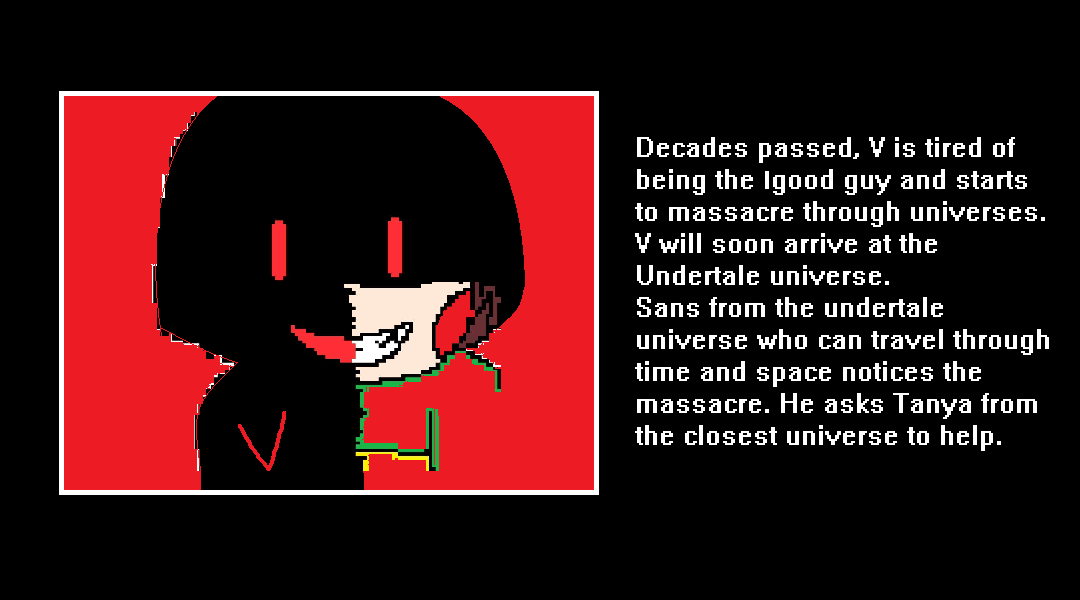 Decades passed, V is tired of
being the Igood guy and starts
to massacre through universes.
V will soon arrive at the
Undertale universe.
Sans from the undertale
universe who can travel through
time and space notices the
massacre. He asks Tanya from
the closest universe to help.